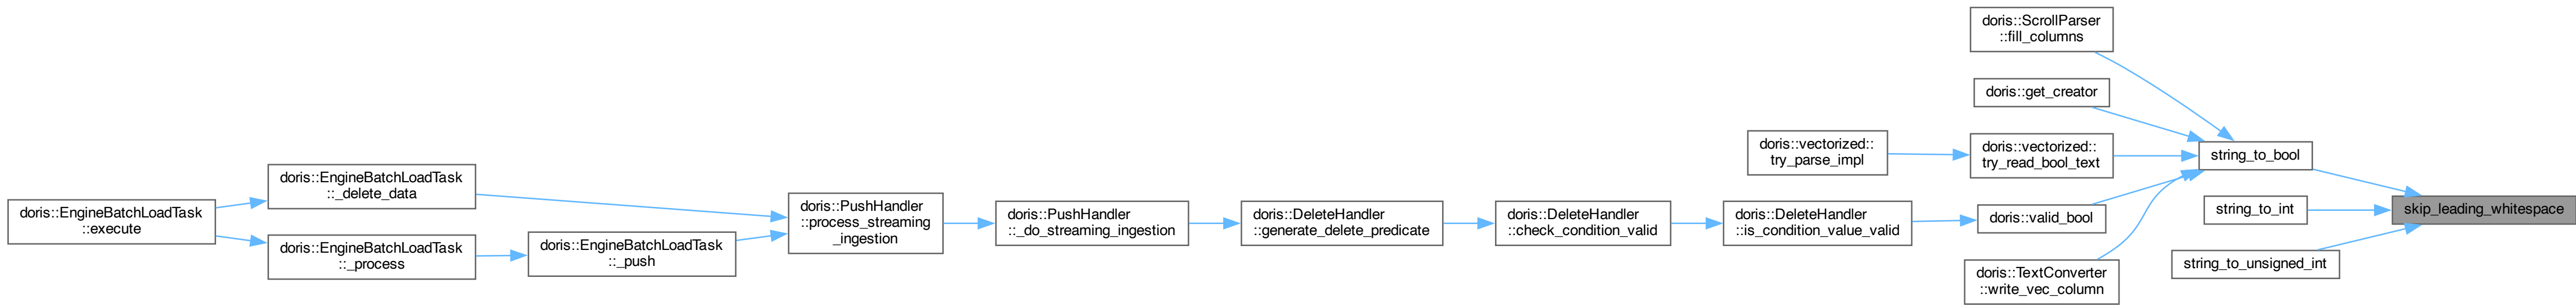 doris::EngineBatchLoadTask
::execute
doris::EngineBatchLoadTask
::_delete_data
doris::EngineBatchLoadTask
::_process
doris::EngineBatchLoadTask
::_push
doris::PushHandler
::process_streaming
_ingestion
doris::PushHandler
::_do_streaming_ingestion
doris::DeleteHandler
::generate_delete_predicate
doris::DeleteHandler
::check_condition_valid
doris::DeleteHandler
::is_condition_value_valid
doris::vectorized::
try_parse_impl
doris::ScrollParser
::fill_columns
doris::get_creator
doris::vectorized::
try_read_bool_text
doris::valid_bool
doris::TextConverter
::write_vec_column
string_to_bool
string_to_int
string_to_unsigned_int
skip_leading_whitespace